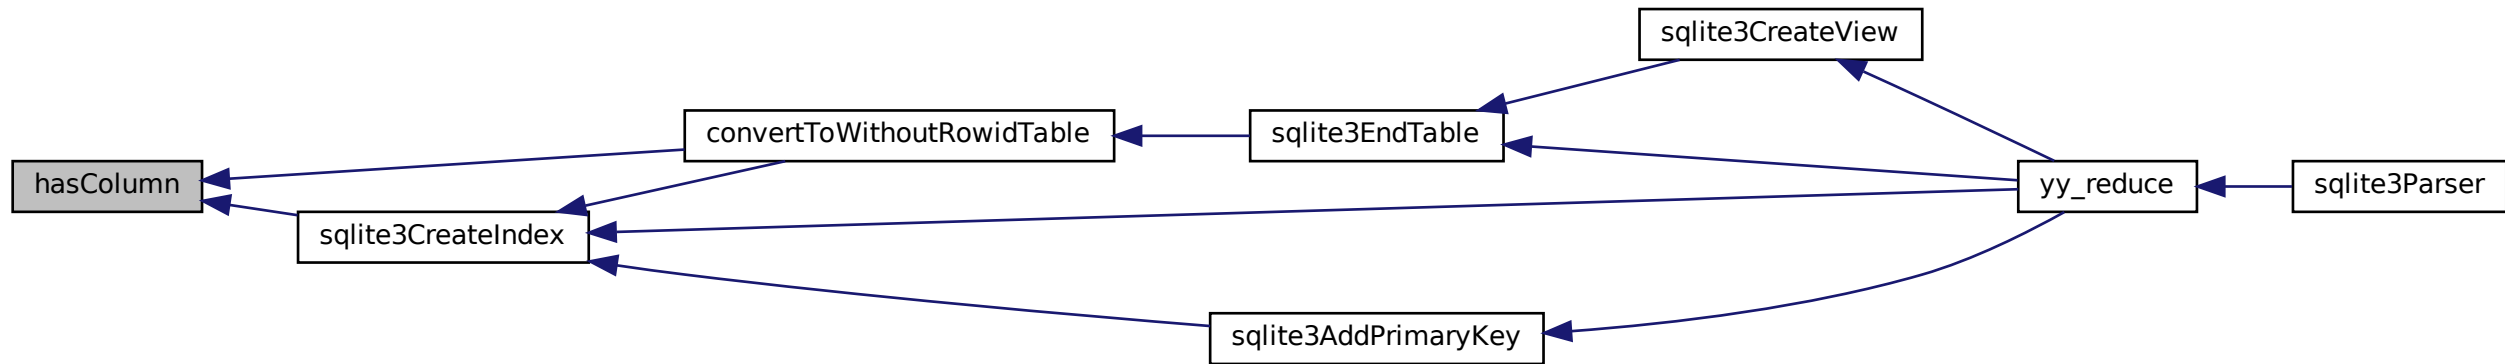 sqlite3CreateView
convertToWithoutRowidTable
sqlite3EndTable
hasColumn
yy_reduce
sqlite3Parser
sqlite3CreateIndex
sqlite3AddPrimaryKey